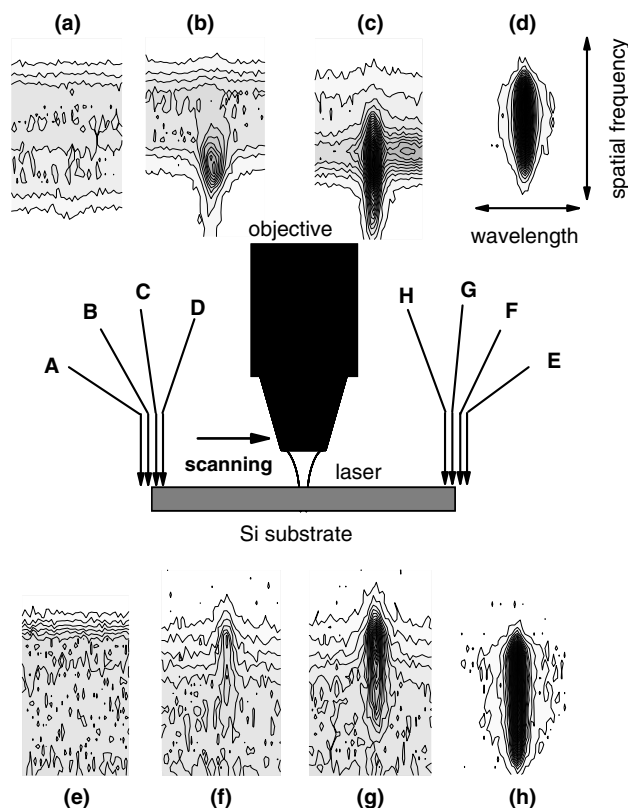 (a)
(b)
(c)
(d)
spatial frequency
wavelength
objective
A
B
C
D
H
G
F
E
scanning
laser
Si substrate
(e)
(f)
(g)
(h)